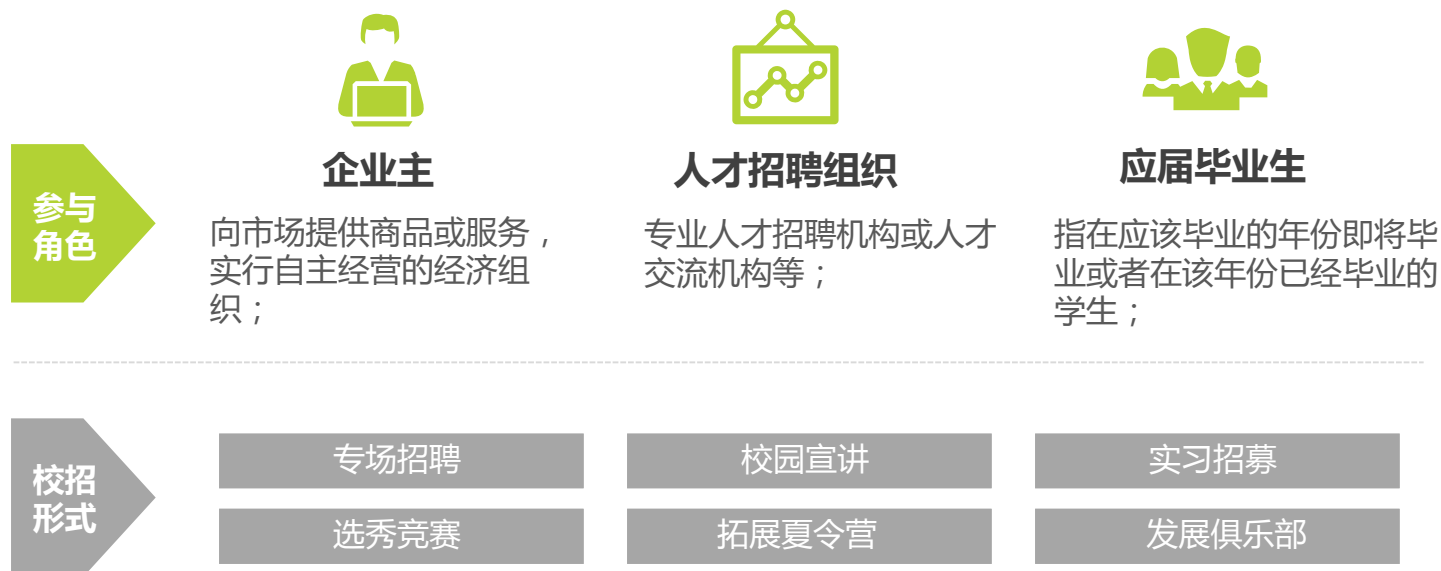 参与
角色
企业主
向市场提供商品或服务，
实行自主经营的经济组
织；
人才招聘组织
专业人才招聘机构或人才
交流机构等；
应届毕业生
指在应该毕业的年份即将毕
业或者在该年份已经毕业的
学生；
校招
形式
专场招聘
校园宣讲
实习招募
选秀竞赛
拓展夏令营
发展俱乐部